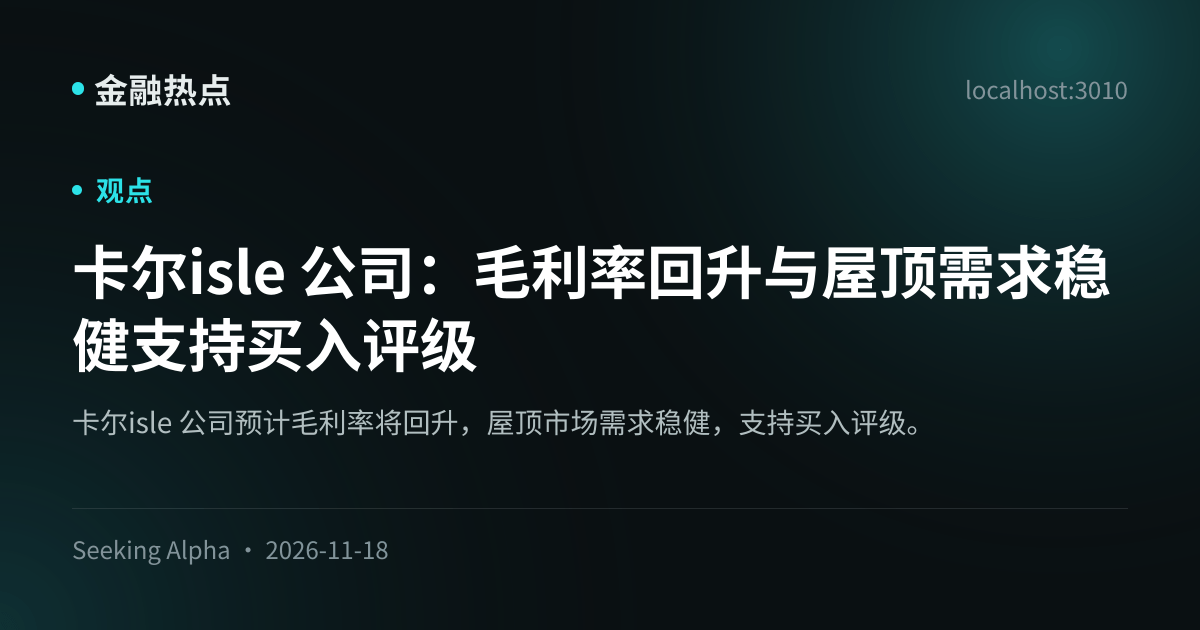 金融热点
localhost:3010
观点
卡尔isle 公司：毛利率回升与屋顶需求稳
健支持买入评级
卡尔isle 公司预计毛利率将回升，屋顶市场需求稳健，支持买入评级。
Seeking Alpha · 2026-11-18